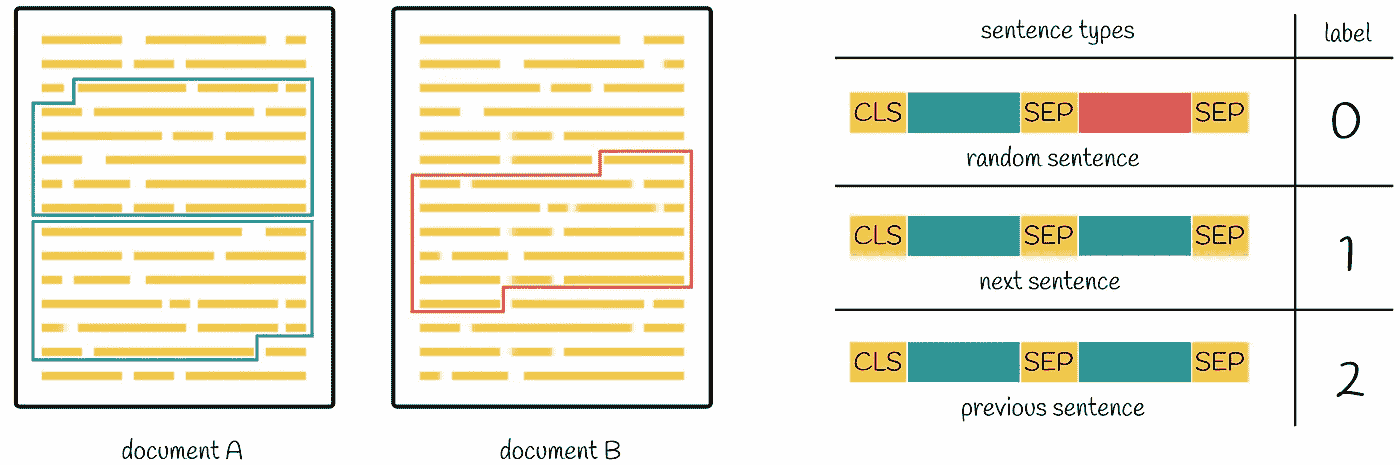 sentence types label
CLS SEP SEP 0
random sentence
CLS SEP SEP 1
next sentence
CLS SEP SEP 2
previous sentence
document A document B